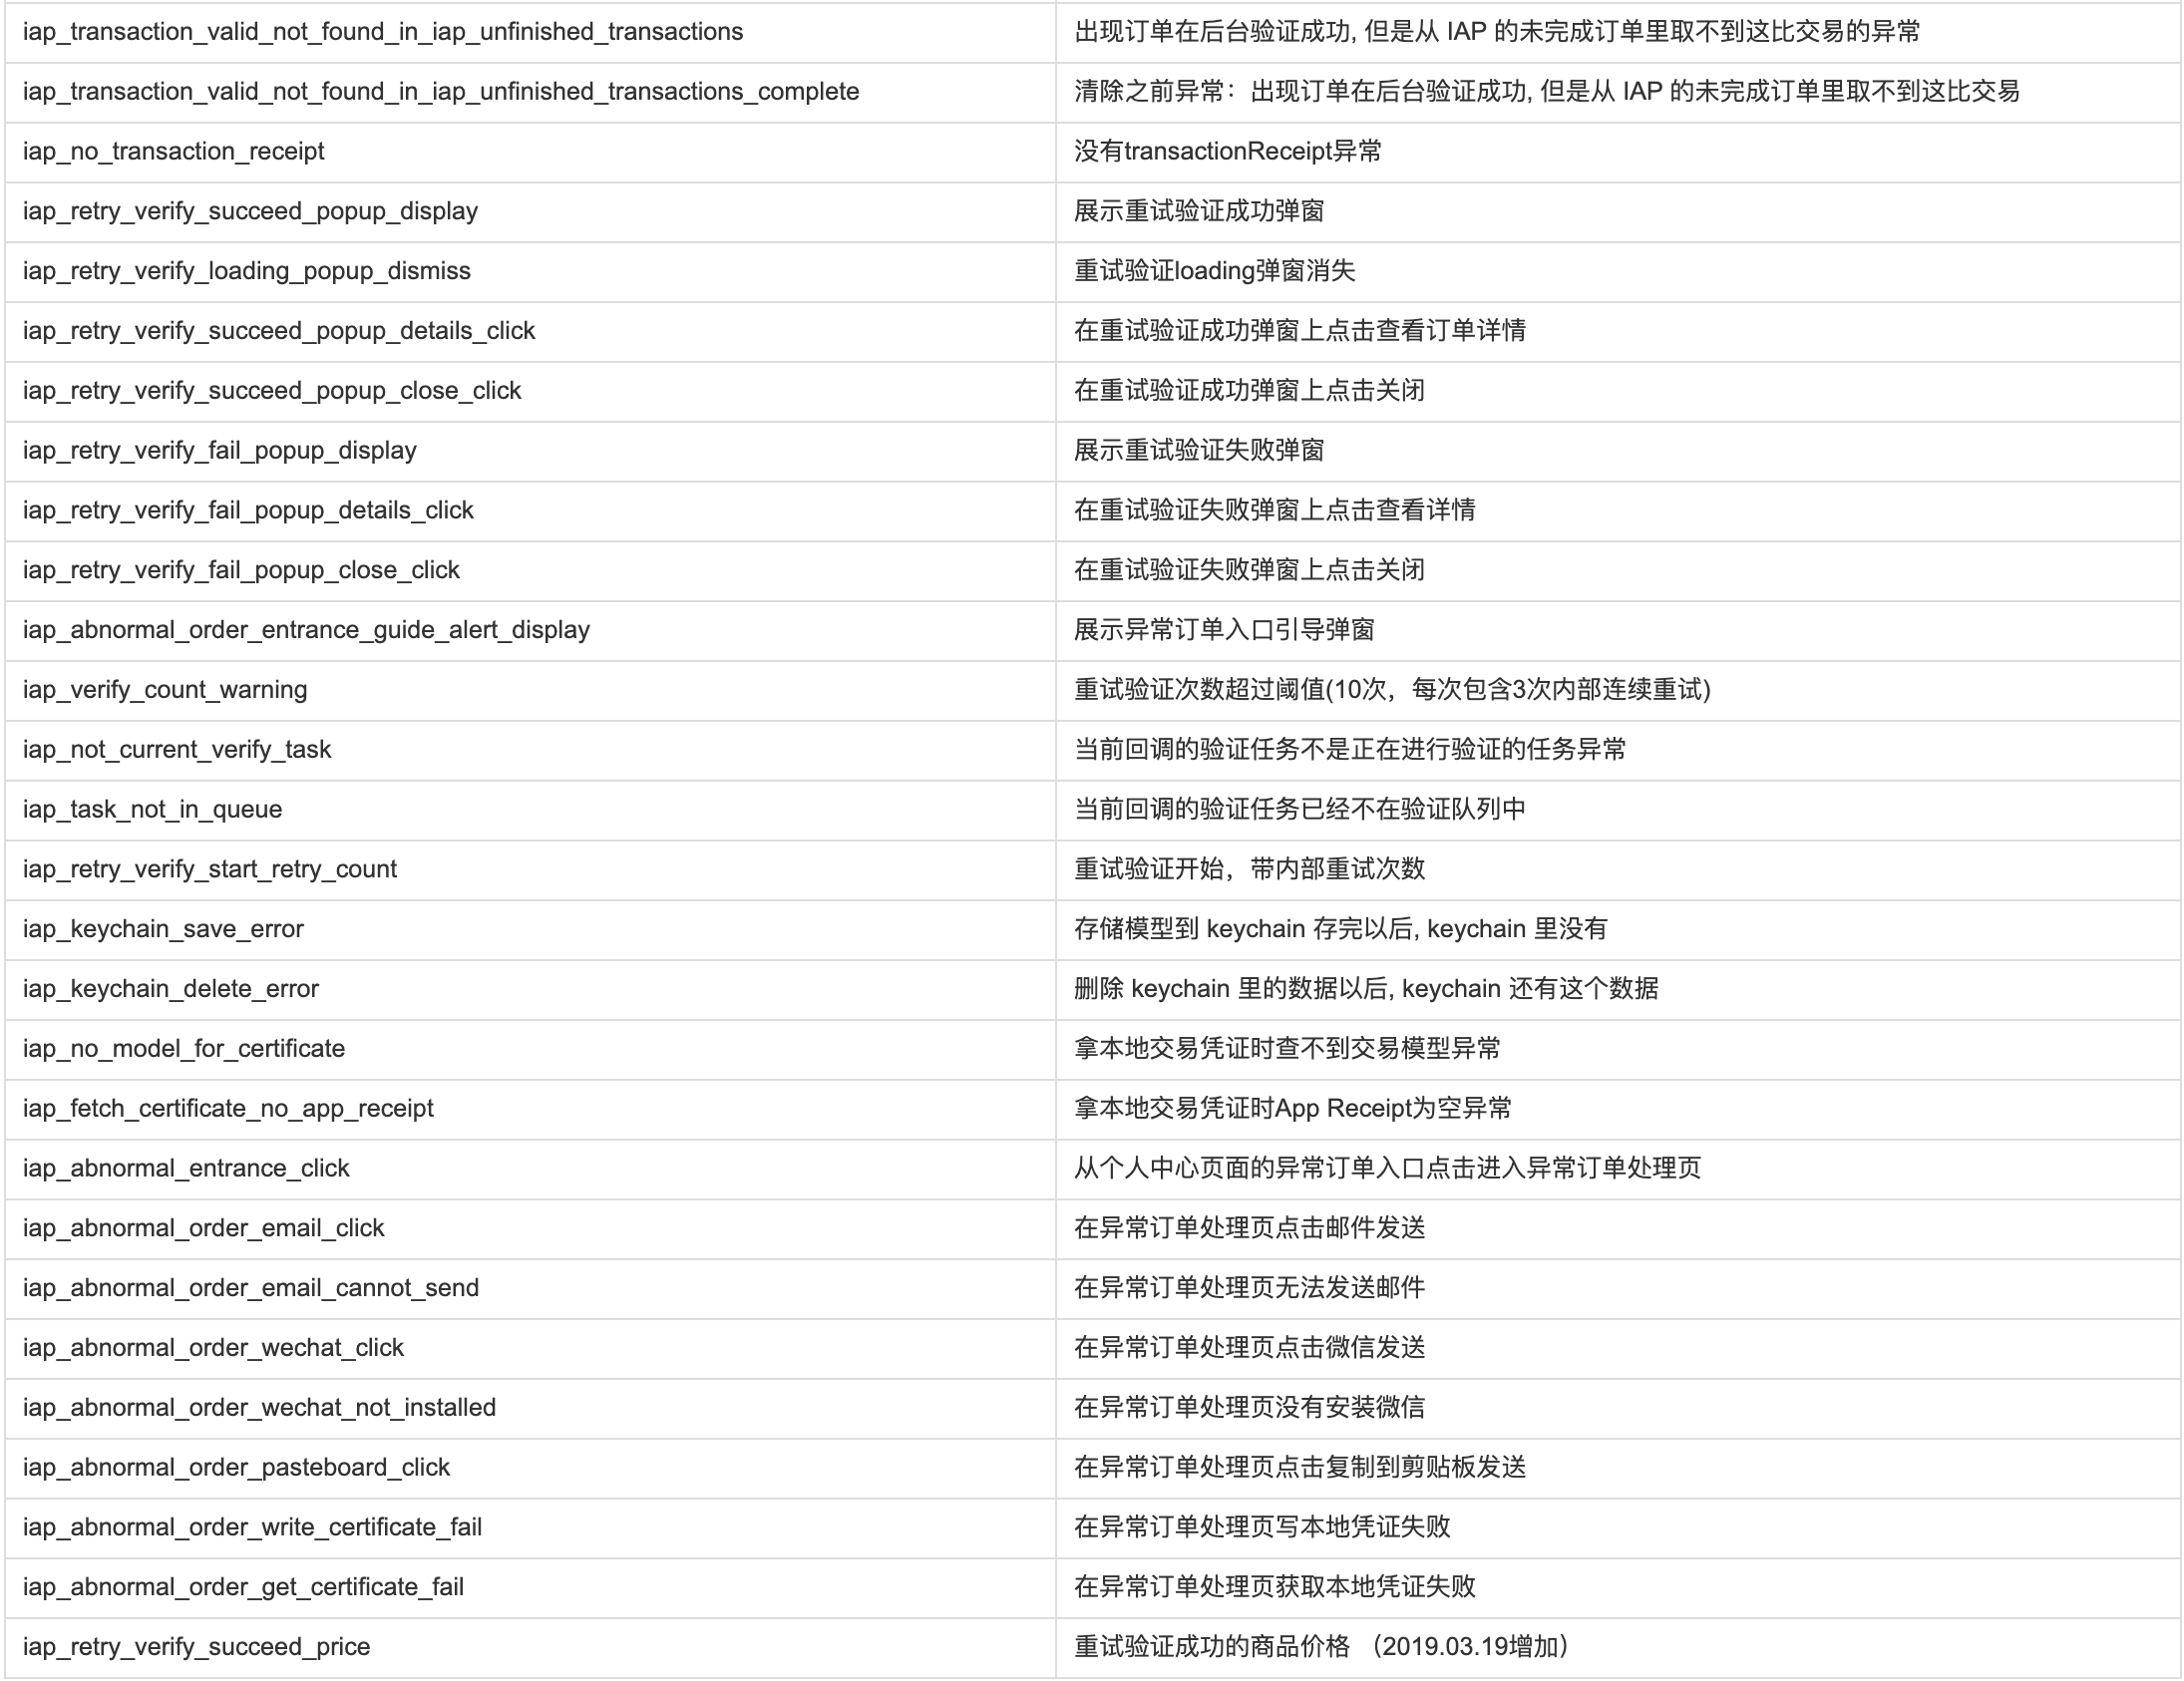 iap_transaction_valid_not_found_in_iap_unfinished_transactions 出现订单在后台验证成功, 但是从 IAP 的未完成订单里取不到这比交易的异常
iap_transaction_valid_not_found_in_iap_unfinished_transactions_complete 清除之前异常：出现订单在后台验证成功, 但是从 IAP 的未完成订单里取不到这比交易
iap_no_transaction_receipt 没有transactionReceipt异常
iap_retry_verify_succeed_popup_display 展示重试验证成功弹窗
iap_retry_verify_loading_popup_dismiss 重试验证loading弹窗消失
iap_retry_verify_succeed_popup_details_click 在重试验证成功弹窗上点击查看订单详情
iap_retry_verify_succeed_popup_close_click 在重试验证成功弹窗上点击关闭
iap_retry_verify_fail_popup_display 展示重试验证失败弹窗
iap_retry_verify_fail_popup_details_click 在重试验证失败弹窗上点击查看详情
iap_retry_verify_fail_popup_close_click 在重试验证失败弹窗上点击关闭
iap_abnormal_order_entrance_guide_alert_display 展示异常订单入口引导弹窗
iap_verify_count_warning 重试验证次数超过阈值(10次，每次包含3次内部连续重试)
iap_not_current_verify_task 当前回调的验证任务不是正在进行验证的任务异常
iap_task_not_in_queue 当前回调的验证任务已经不在验证队列中
iap_retry_verify_start_retry_count 重试验证开始，带内部重试次数
iap_keychain_save_error 存储模型到 keychain 存完以后, keychain 里没有
iap_keychain_delete_error 删除 keychain 里的数据以后, keychain 还有这个数据
iap_no_model_for_certificate 拿本地交易凭证时查不到交易模型异常
iap_fetch_certificate_no_app_receipt 拿本地交易凭证时App Receipt为空异常
iap_abnormal_entrance_click 从个人中心页面的异常订单入口点击进入异常订单处理页
iap_abnormal_order_email_click 在异常订单处理页点击邮件发送
iap_abnormal_order_email_cannot_send 在异常订单处理页无法发送邮件
iap_abnormal_order_wechat_click 在异常订单处理页点击微信发送
iap_abnormal_order_wechat_not_installed 在异常订单处理页没有安装微信
iap_abnormal_order_pasteboard_click 在异常订单处理页点击复制到剪贴板发送
iap_abnormal_order_write_certificate_fail 在异常订单处理页写本地凭证失败
iap_abnormal_order_get_certificate_fail 在异常订单处理页获取本地凭证失败
iap_retry_verify_succeed_price 重试验证成功的商品价格 （2019.03.19增加）